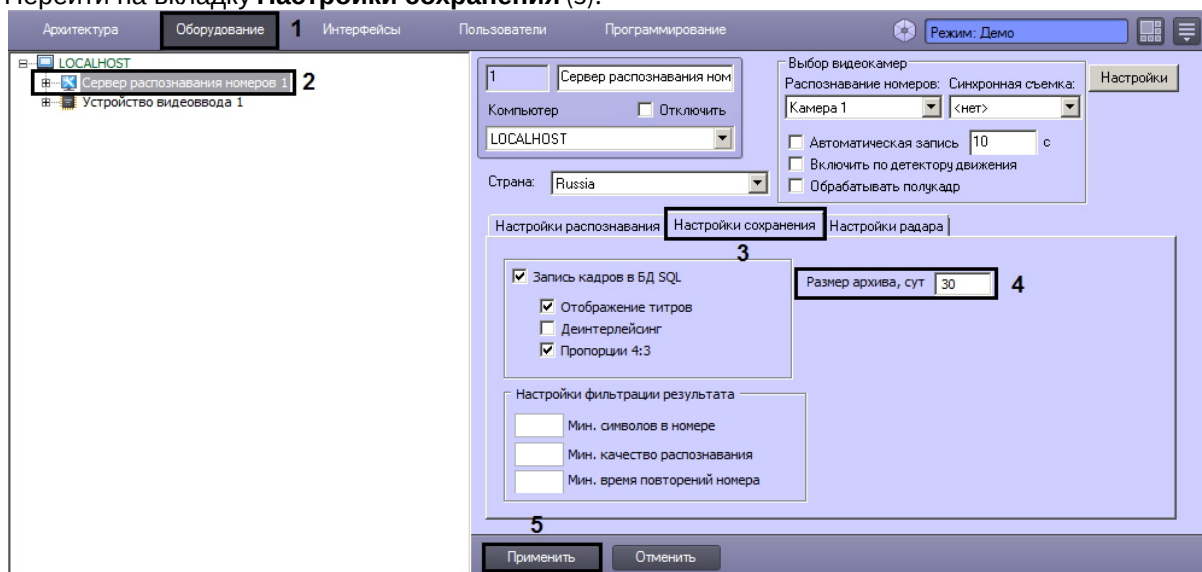 Перейти на вкладку Настройки сохранения (3).
Архитектура Оборудование 1 Интерфейсы Пользователи Программирование Режим: Демо
LOCALHOST
Сервер распознавания номеров 1 2
Устройство видеоввода 1
1 Сервер распознавания ном
Компьютер Отключить
LOCALHOST
Страна: Russia
Выбор видеокамер
Распознавание номеров: Синхронная съемка:
Камера 1 <нет>
Автоматическая запись 10 с
Включить по детектору движения
Обрабатывать полукадр
Настройки
Настройки распознавания Настройки сохранения Настройки радара
3
Запись кадров в БД SQL
Отображение титров
Деинтерлейсинг
Пропорции 4:3
Размер архива, сут 30 4
Настройки фильтрации результата
Мин. символов в номере
Мин. качество распознавания
Мин. время повторений номера
5
Применить Отменить